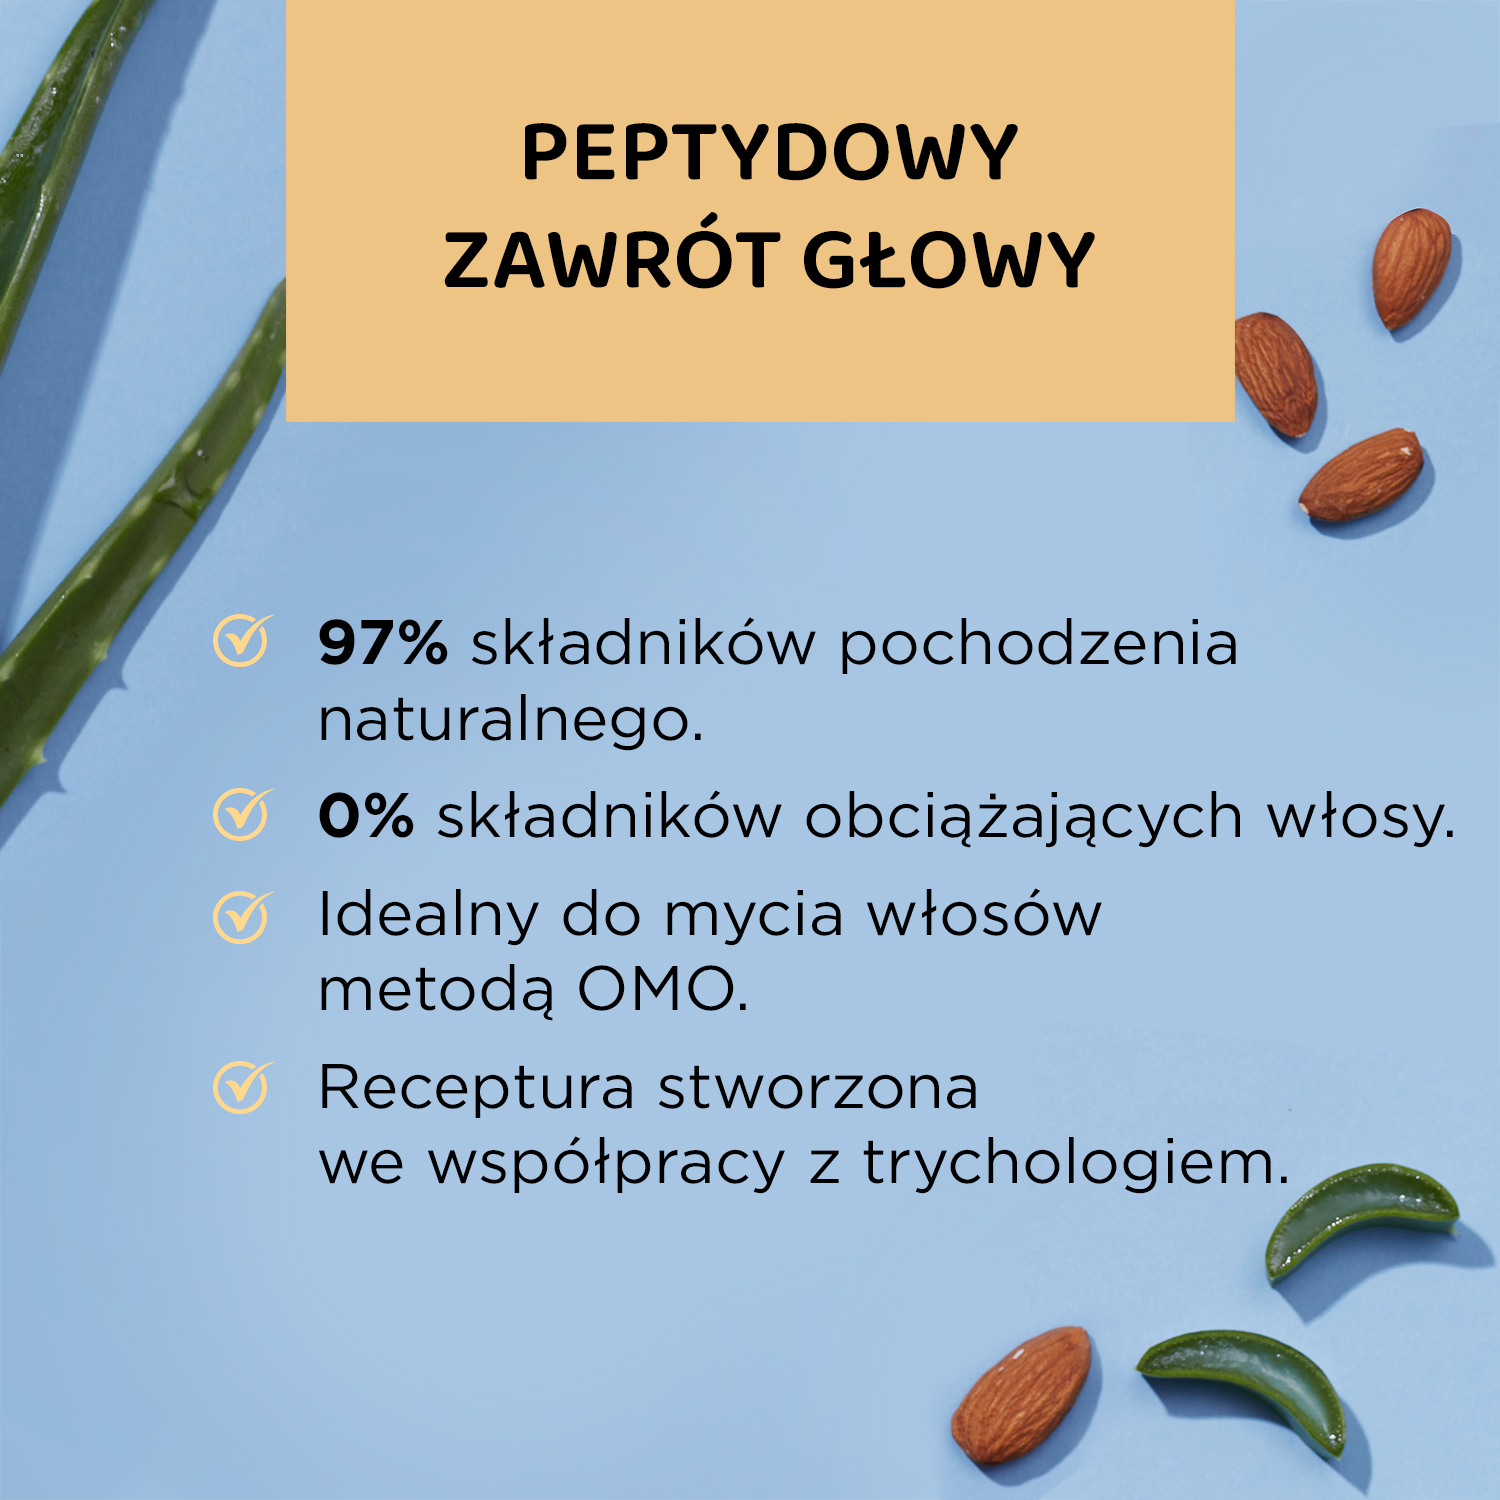 PEPTYDOWY
ZAWRÓT GŁOWY
97% składników pochodzenia
naturalnego.
0% składników obciążających włosy.
Idealny do mycia włosów
metodą OMO.
Receptura stworzona
we współpracy z trychologiem.